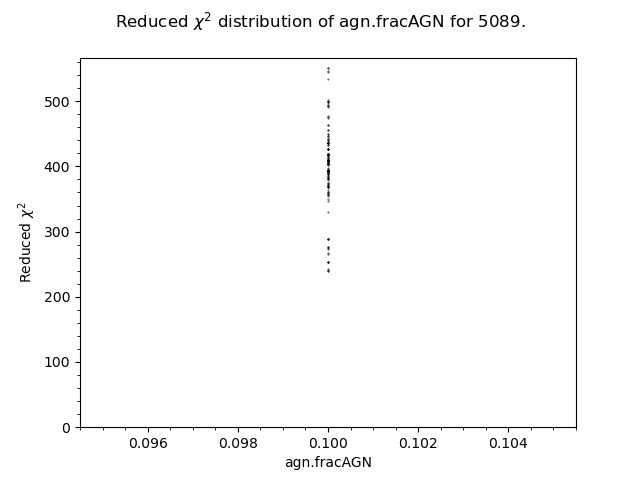 Reduced χ² distribution of agn.fracAGN for 5089.
500
400
300
200
100
0
Reduced χ²
0.096 0.098 0.100 0.102 0.104
agn.fracAGN